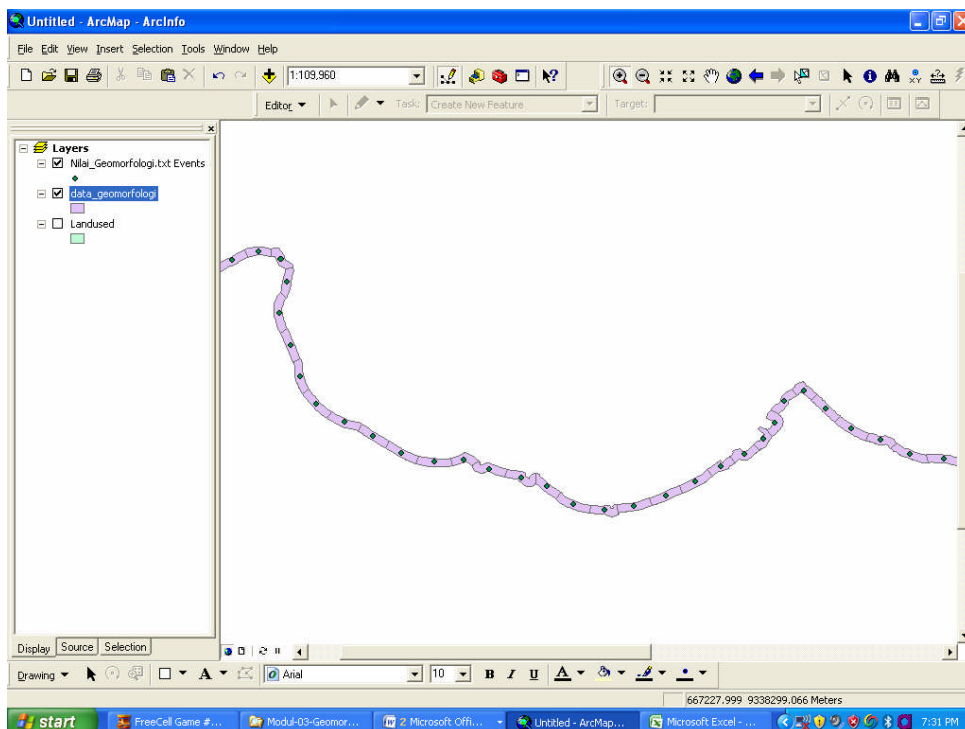 Untitled - ArcMap - ArcInfo
File Edit View Insert Selection Tools Window Help
1:109,960
Editor Task: Create New Feature Target:
Layers
Nilai_Geomorfologi.txt Events
data_geomorfologi
Landused
Display Source Selection
Drawing A Arial 10 B I U A
667227.999 9338299.066 Meters
start FreeCell Game #... Modul-03-Geomor... 2 Microsoft Offi... Untitled - ArcMap... Microsoft Excel - ... 7:31 PM